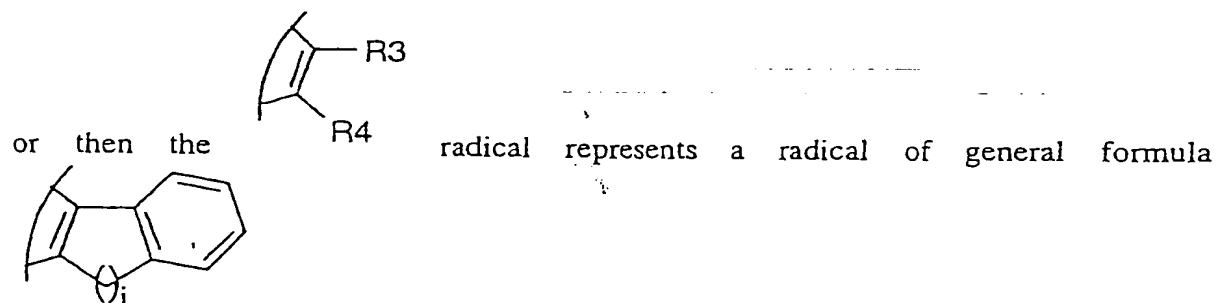 R3
R4
or then the radical represents a radical of general formula
()i